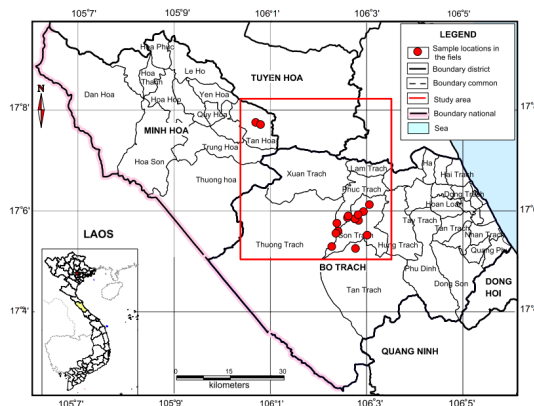 105°7' 105°9' 106°1' 106°3' 106°5'
LEGEND
Sample locations in
the fiels
Boundary district
Boundary common
Study area
Boundary national
Sea
TUYEN HOA
Hoa Phuc
Le Ho
Hoa
Thanh
Dan Hoa
Hoa Hop
Yen Hoa
Quy Hoa
N
17°8'
MINH HOA
Tan Hoa
Trung Hoa
Hoa Son
Thuong hoa
Xuan Trach
Lam Trach
Phuc Trach
Ha
Hai Trach
Dong Trach
Hoan Lao
17°6'
17°6'
Tay Trach
Tan Trach
Nhan Trach
Son Trach
Hung Trach
Quang Phu
LAOS
Thuong Trach
BO TRACH
Phu Dinh
Tan Trach
Dong Son
DONG
HOI
17°4'
QUANG NINH
0 15 30
kilometers
105°7' 105°9' 106°1' 106°3' 106°5'